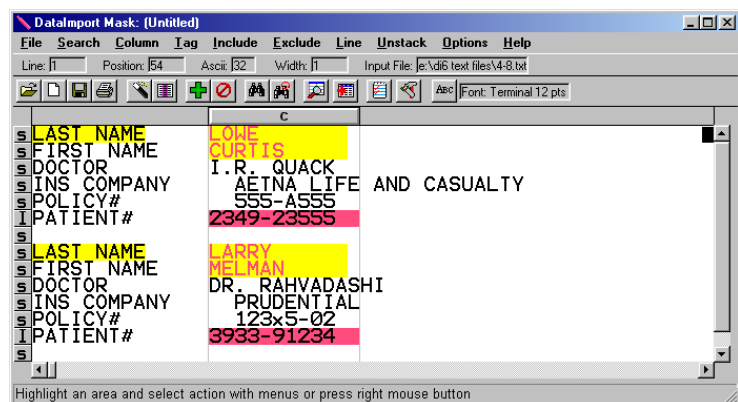 DataImport Mask: (Untitled)
File Search Column Tag Include Exclude Line Unstack Options Help
Line: 1 Position: 54 Ascii: 32 Width: 1 Input File: e:\di6 text files\4-8.txt
ABC Font: Terminal 12 pts
C
S LAST NAME LOWE
S FIRST NAME CURTIS
S DOCTOR I.R. QUACK
S INS COMPANY AETNA LIFE AND CASUALTY
S POLICY# 555-A555
I PATIENT# 2349-23555
S
S LAST NAME LARRY
S FIRST NAME MELMAN
S DOCTOR DR. RAHVADASHI
S INS COMPANY PRUDENTIAL
S POLICY# 123x5-02
I PATIENT# 3933-91234
S
Highlight an area and select action with menus or press right mouse button